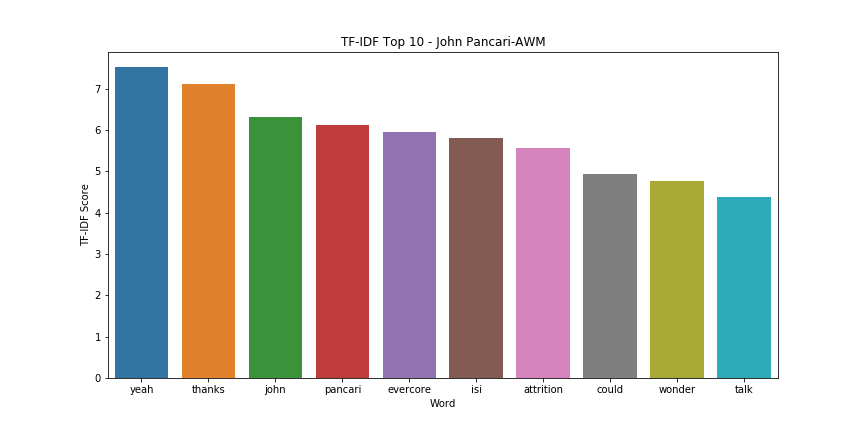 TF-IDF Top 10 - John Pancari-AWM
TF-IDF Score
7
6
5
4
3
2
1
0
yeah thanks john pancari evercore isi attrition could wonder talk
Word